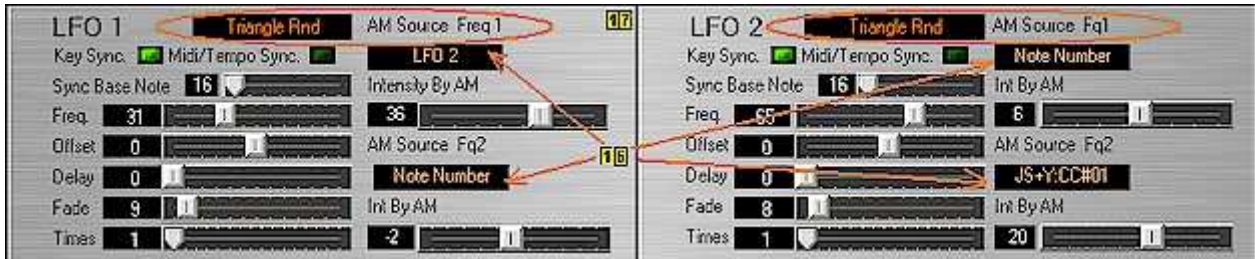 LFO 1 Triangle Rnd AM Source Freq 1 17
Key Sync. Midi/Tempo Sync. LFO 2
Sync Base Note 16 Intensity By AM
Freq. 31 36
Offset 0 AM Source Fq2
16
Delay 0 Note Number
Fade 9 Int By AM
Times 1 -2
LFO 2 Triangle Rnd AM Source Fq1
Key Sync. Midi/Tempo Sync. Note Number
Sync Base Note 16 Int By AM
Freq. 65 6
Offset 0 AM Source Fq2
Delay 0 JS+Y:CC#01
Fade 8 Int By AM
Times 1 20